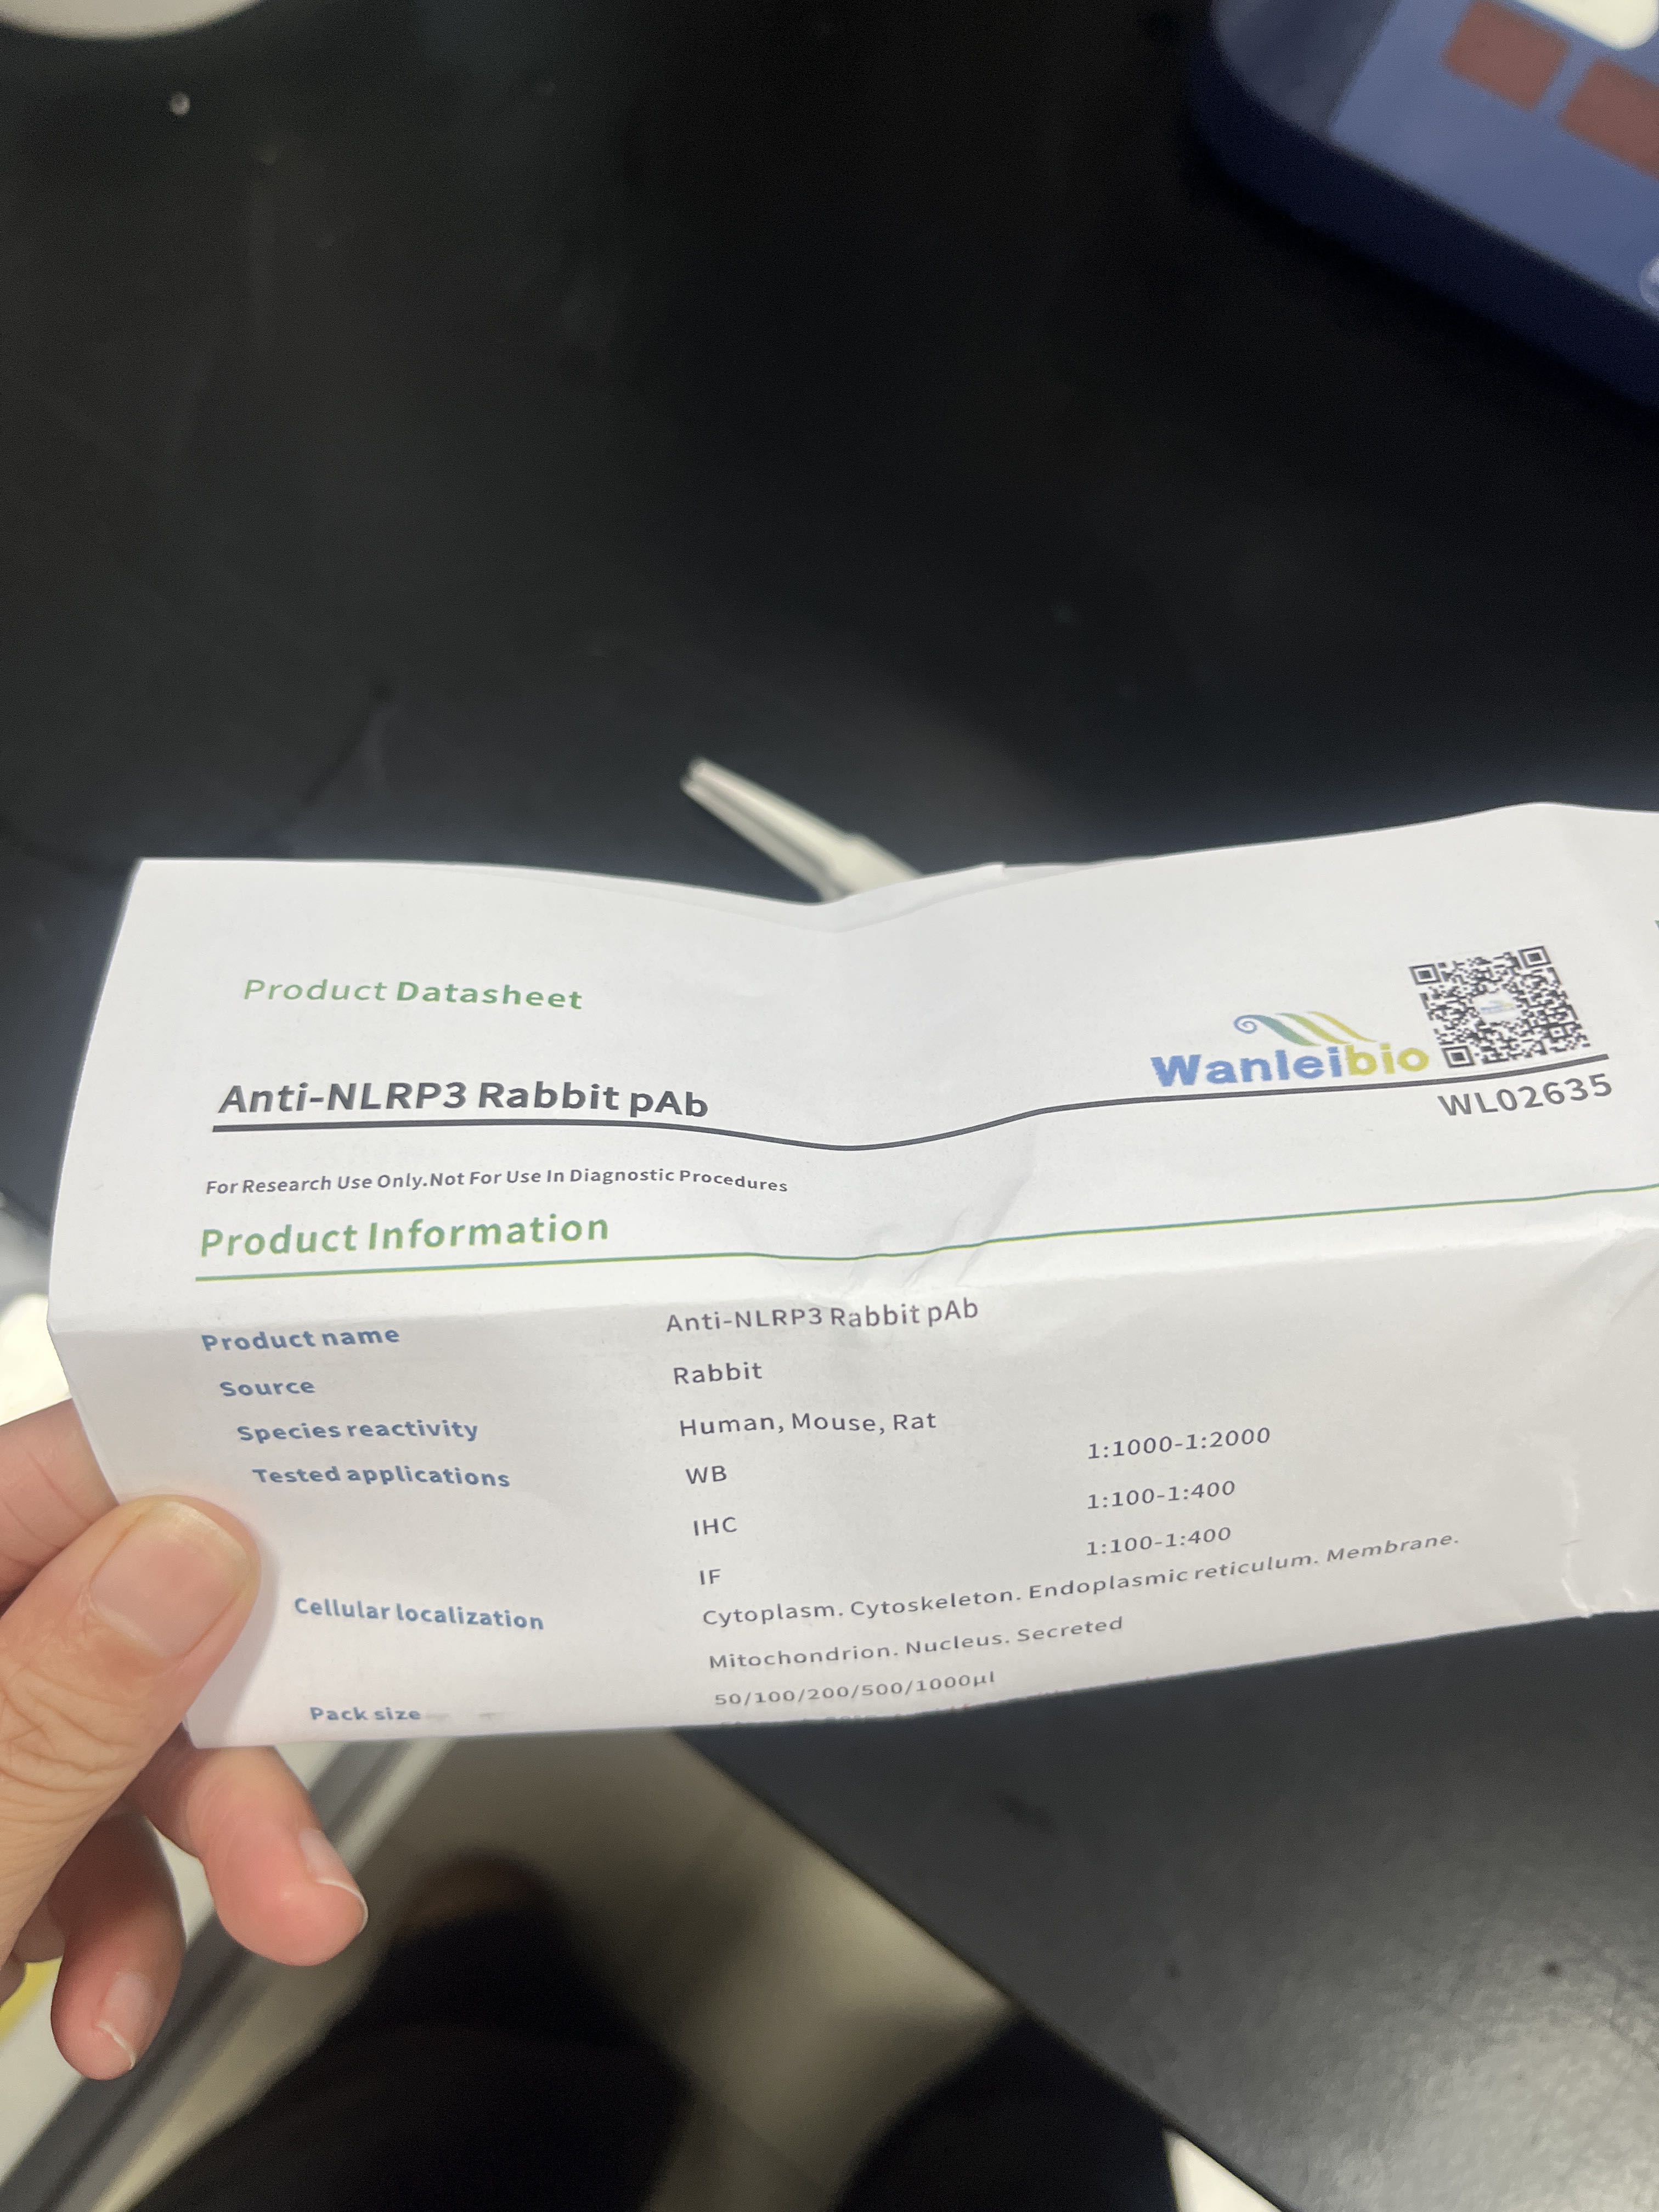 Product Datasheet
Wanleibio
Anti-NLRP3 Rabbit pAb
WL02635
For Research Use Only.Not For Use In Diagnostic Procedures
Product Information
Product name Anti-NLRP3 Rabbit pAb
Source Rabbit
Species reactivity Human, Mouse, Rat
Tested applications WB 1:1000-1:2000
IHC 1:100-1:400
IF 1:100-1:400
Cellular localization Cytoplasm. Cytoskeleton. Endoplasmic reticulum. Membrane.
Mitochondrion. Nucleus. Secreted
Pack size 50/100/200/500/1000μl